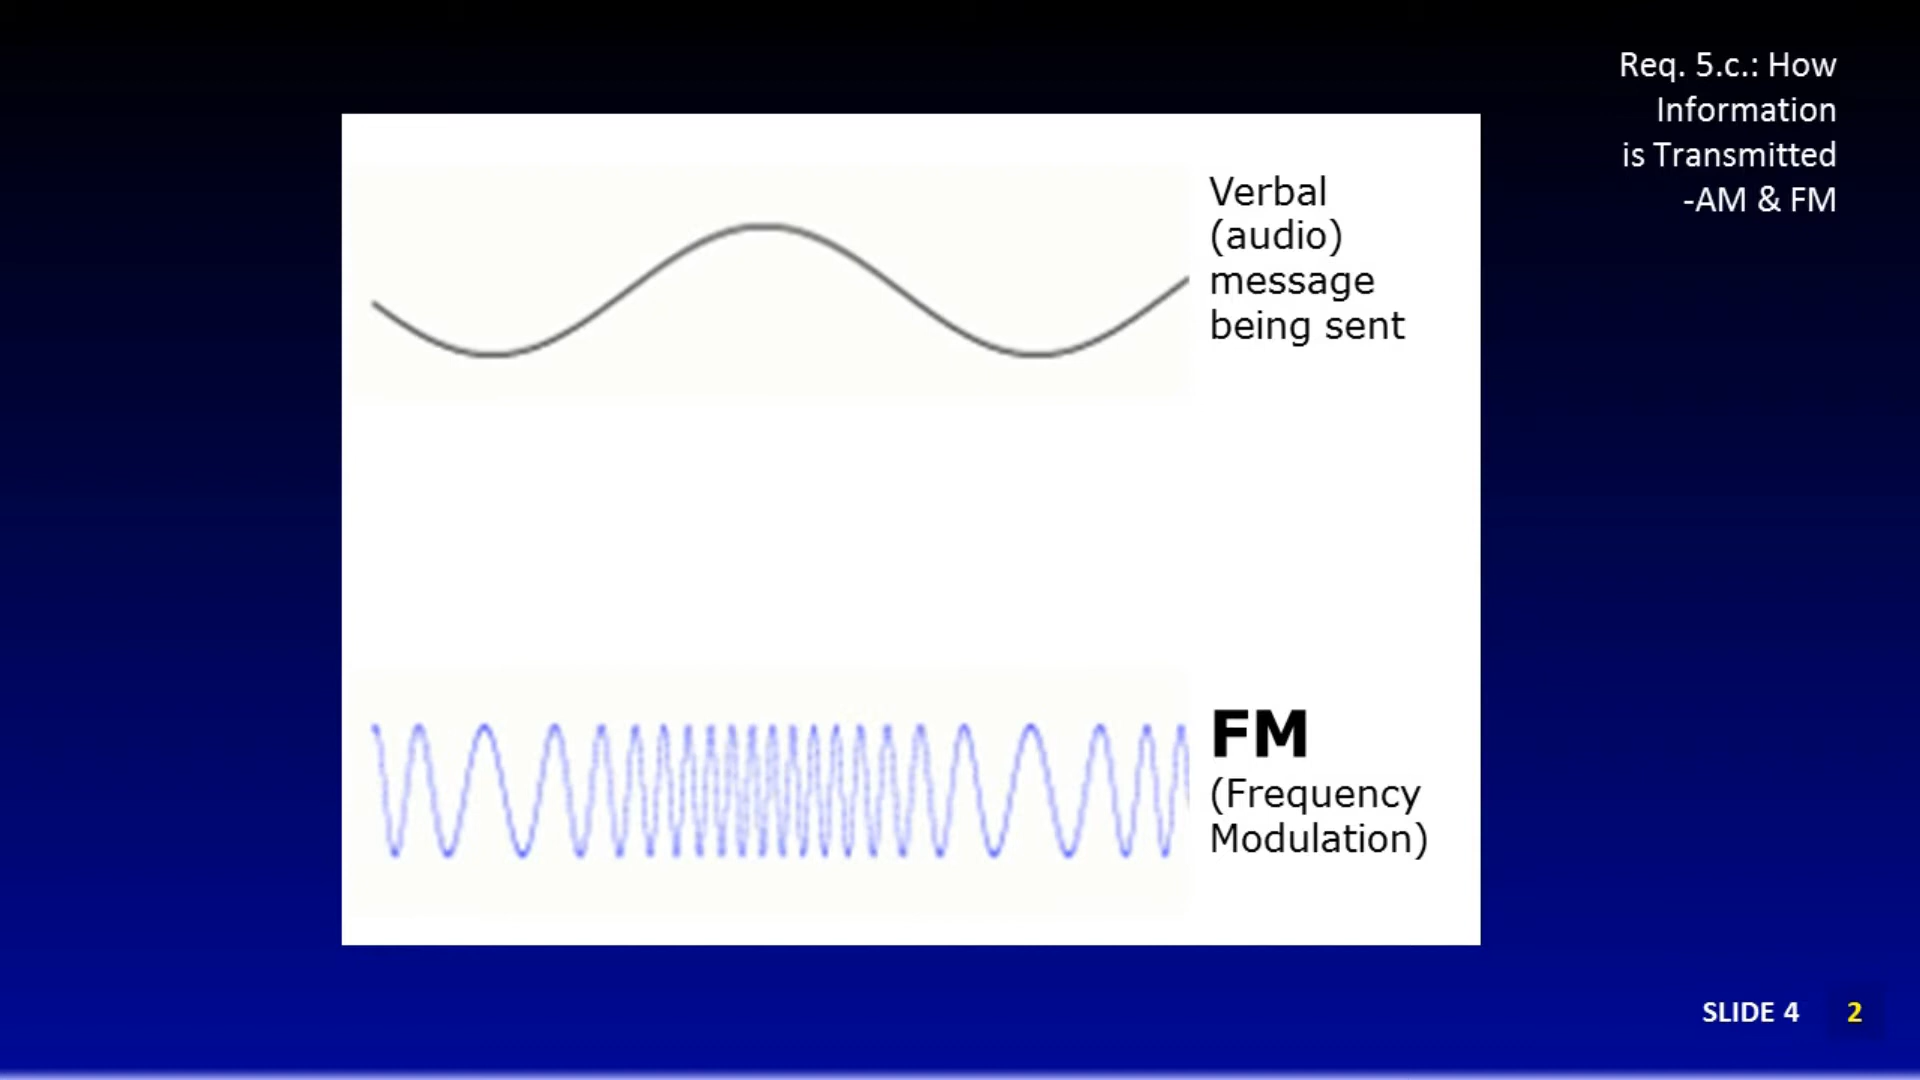 Req. 5.c.: How
Information
is Transmitted
-AM & FM
Verbal
(audio)
message
being sent
FM
(Frequency
Modulation)
SLIDE 4 2